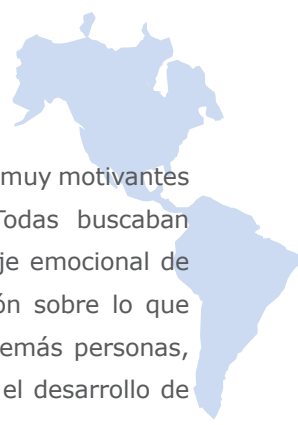 muy motivantes
Todas buscaban
je emocional de
ón sobre lo que
emás personas,
el desarrollo de